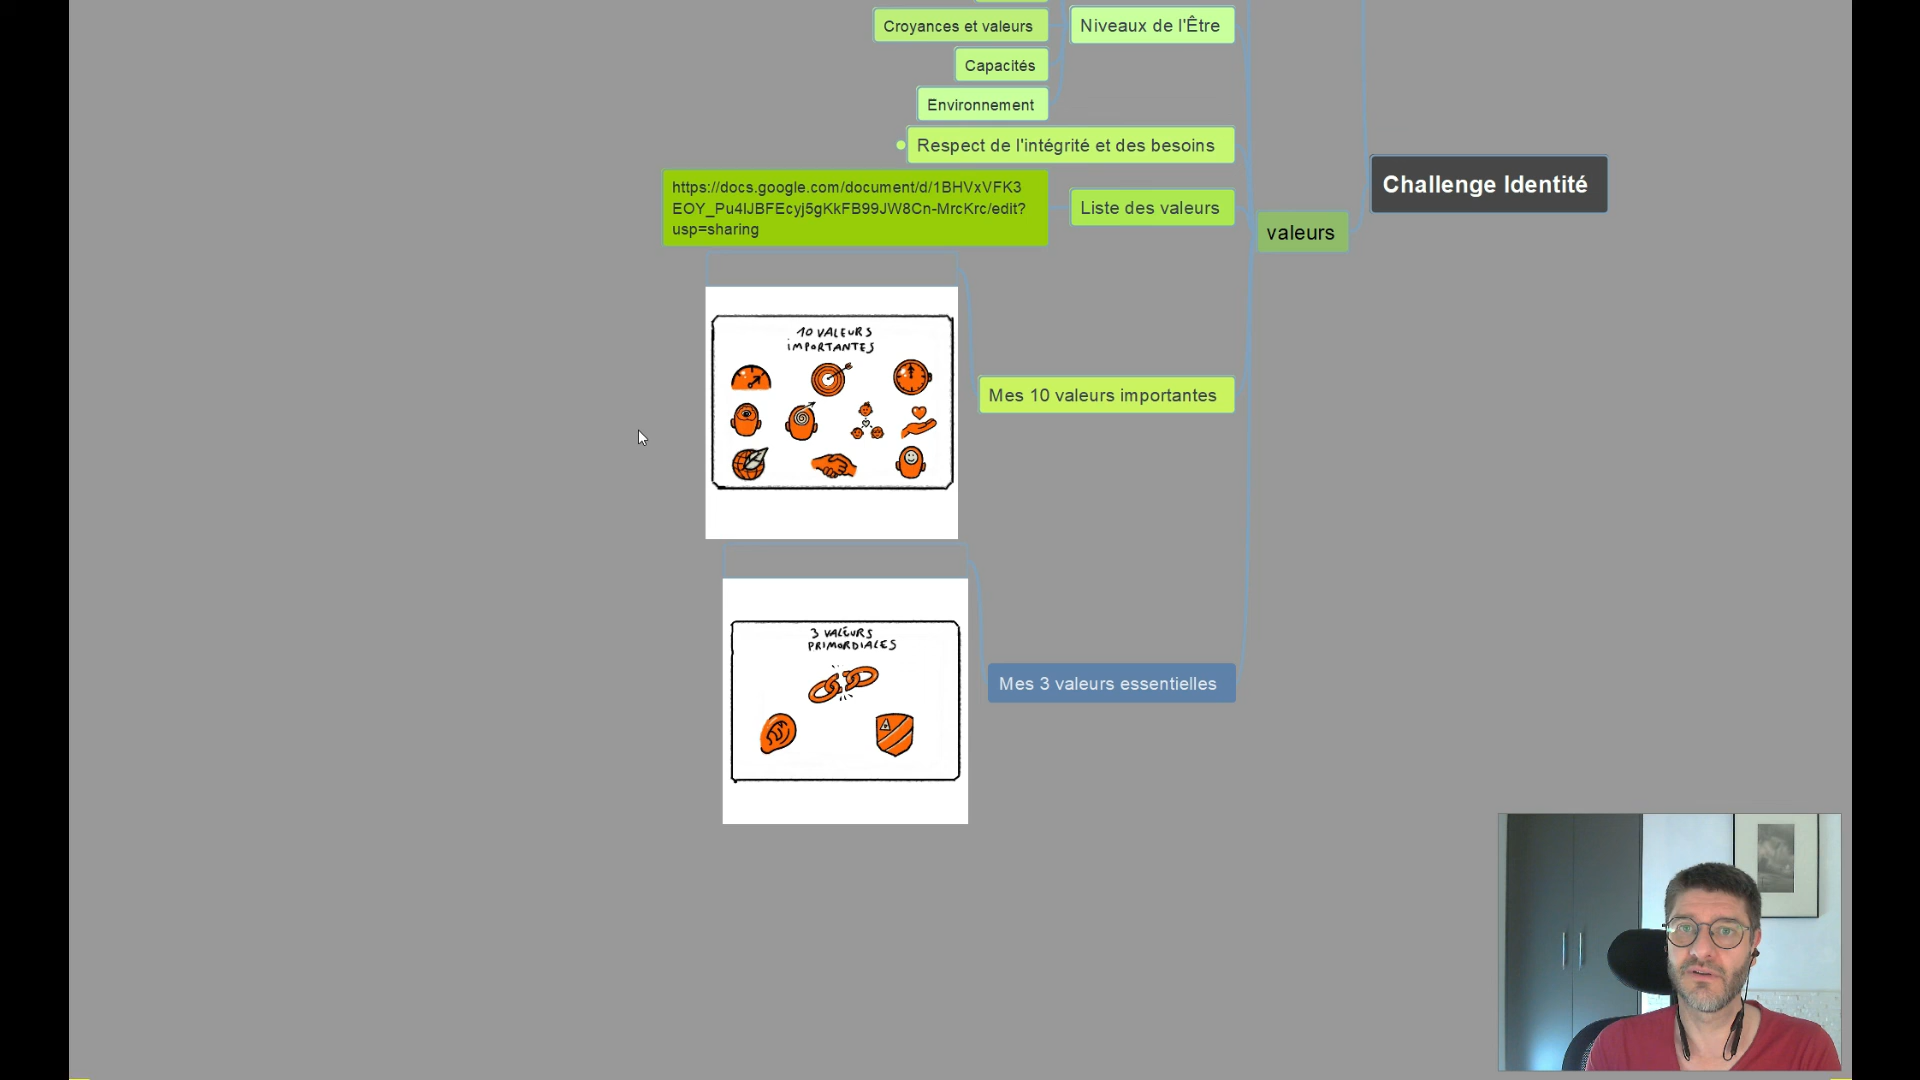 Croyances et valeurs
Niveaux de l'Être
Capacités
Environnement
Respect de l'intégrité et des besoins
https://docs.google.com/document/d/1BHVxVFK3
EOY_Pu4IJBFEcyj5gKkFB99JW8Cn-MrcKrc/edit?
usp=sharing
Liste des valeurs
Challenge Identité
valeurs
10 VALEURS
IMPORTANTES
Mes 10 valeurs importantes
3 VALEURS
PRIMORDIALES
Mes 3 valeurs essentielles